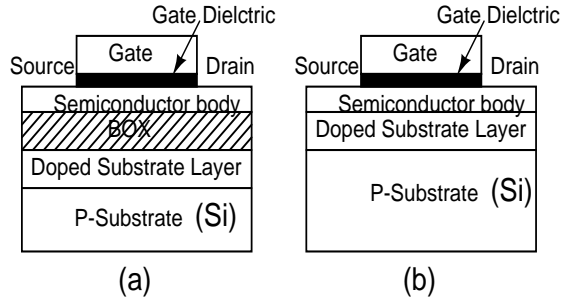 Gate Dielctric
Gate
Source
Drain
Semiconductor body
BOX
Doped Substrate Layer
P-Substrate (Si)
(a)
Gate Dielctric
Gate
Source
Drain
Semiconductor body
Doped Substrate Layer
P-Substrate (Si)
(b)